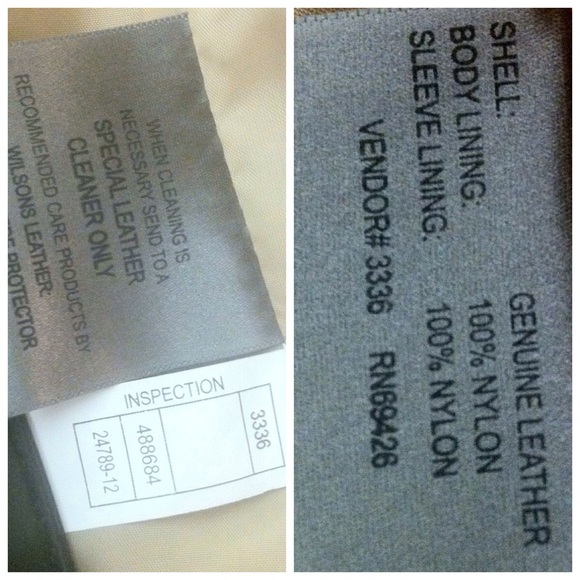 WHEN CLEANING IS
NECESSARY SEND TO A
SPECIAL LEATHER
CLEANER ONLY
RECOMMENDED CARE PRODUCTS BY
WILSONS LEATHER:
PROTECTOR
INSPECTION
3336
488684
24789-12
SHELL: GENUINE LEATHER
BODY LINING: 100% NYLON
SLEEVE LINING: 100% NYLON
VENDOR# 3336 RN69426